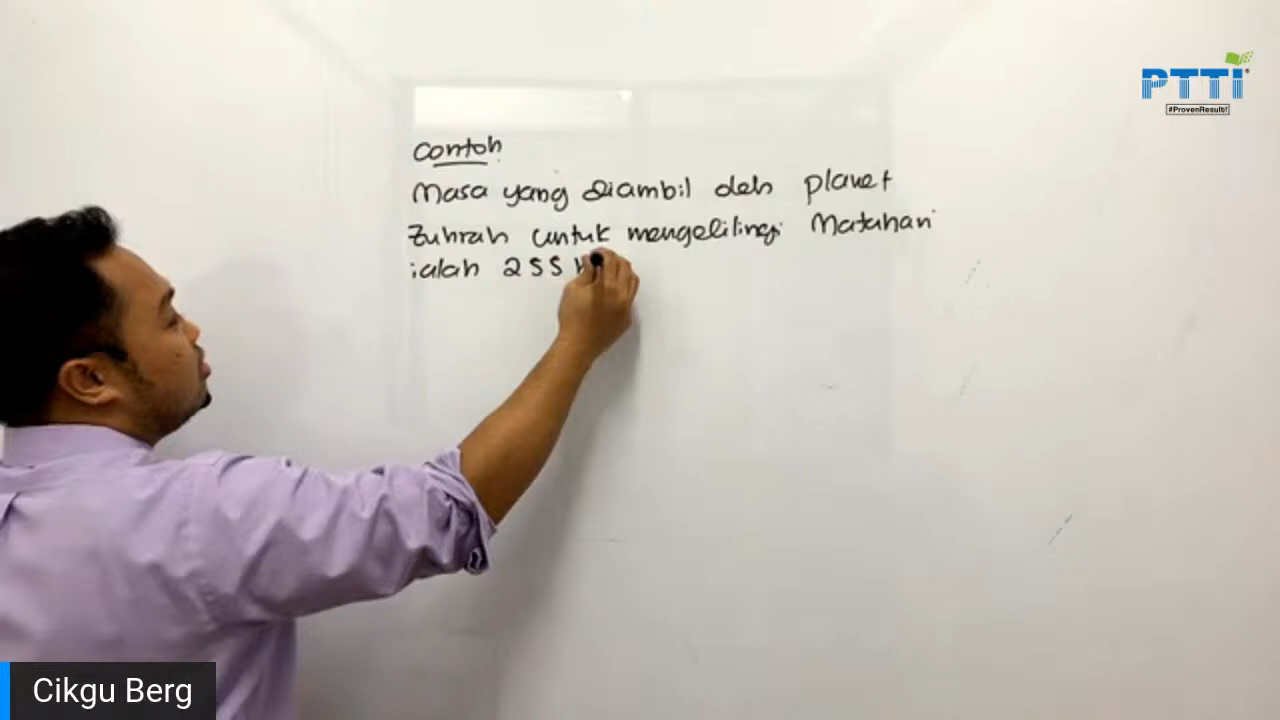 PTTI
#ProvenResult!
Contoh
Masa yang diambil oleh planet
Zuhrah untuk mengelilingi Matahari
ialah 255 h
Cikgu Berg